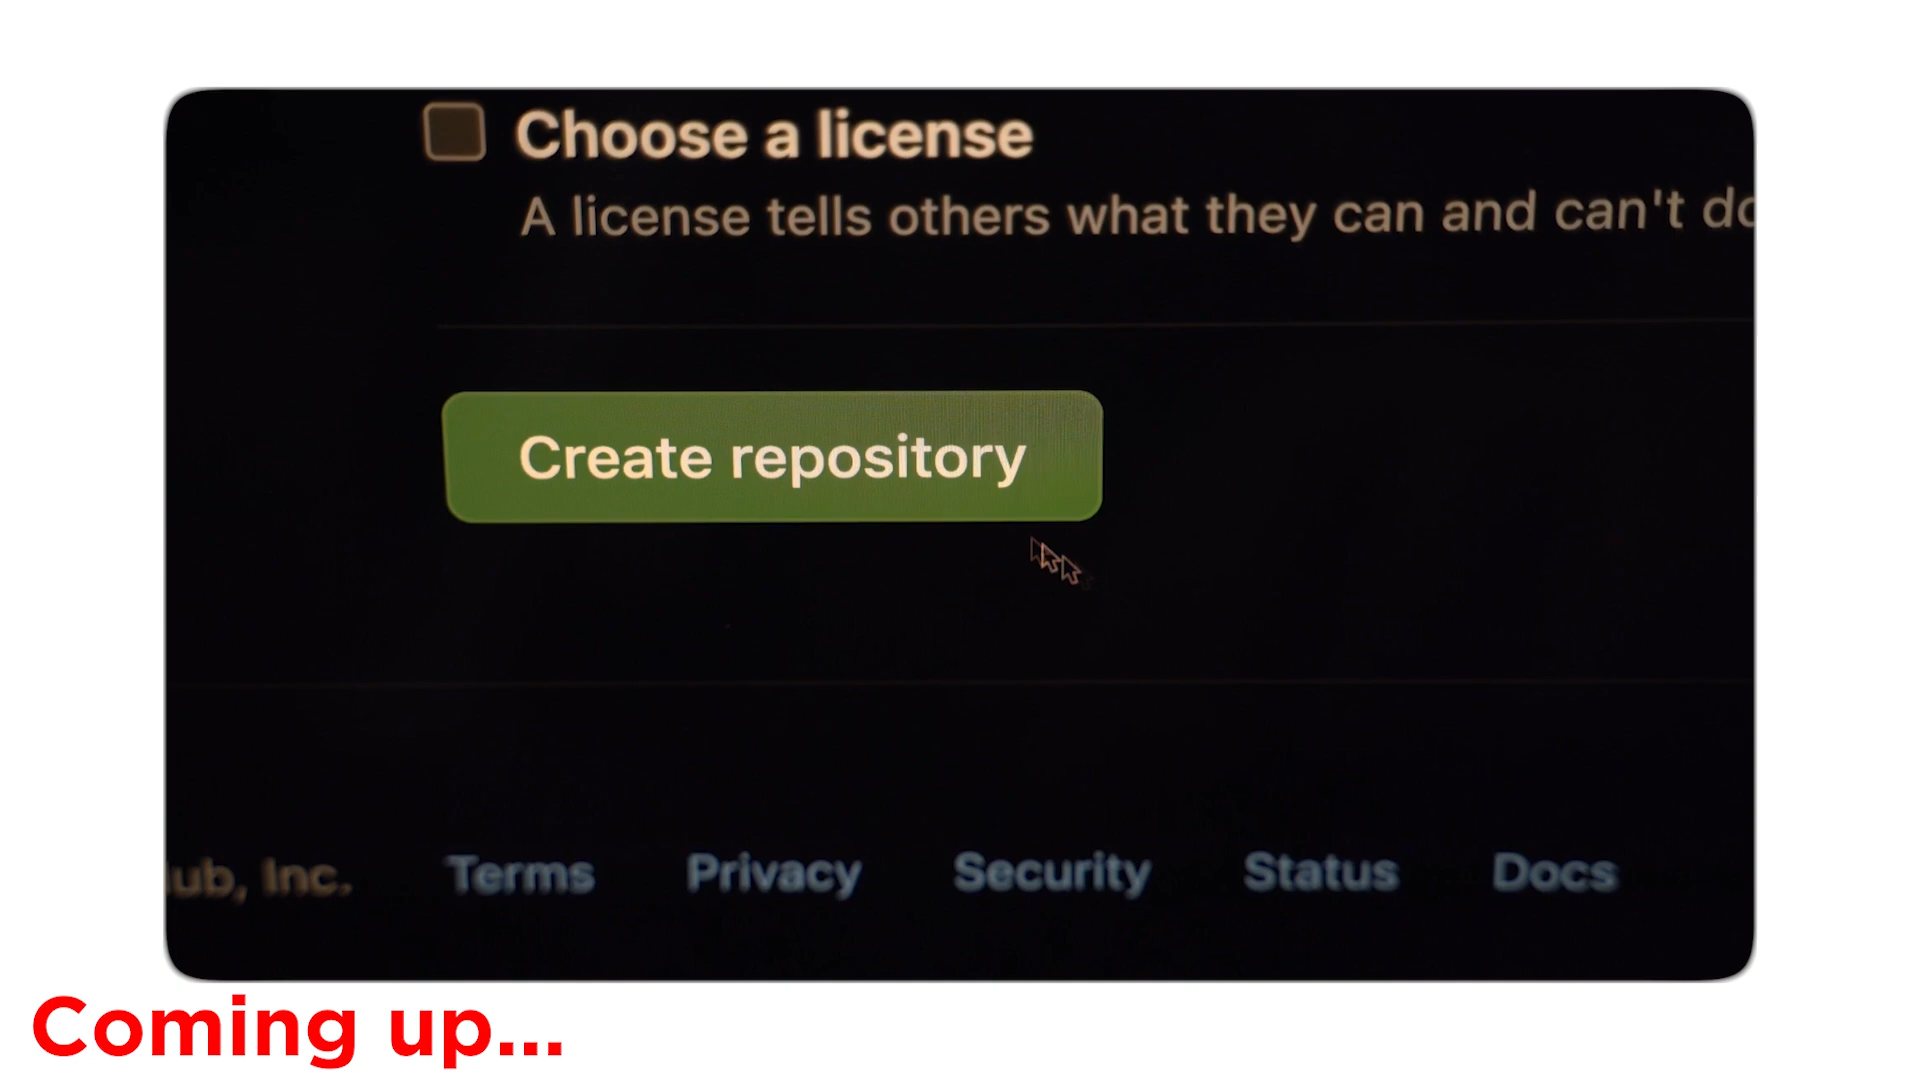 Choose a license
A license tells others what they can and can't do
Create repository
Inc. Terms Privacy Security Status Docs
Coming up...